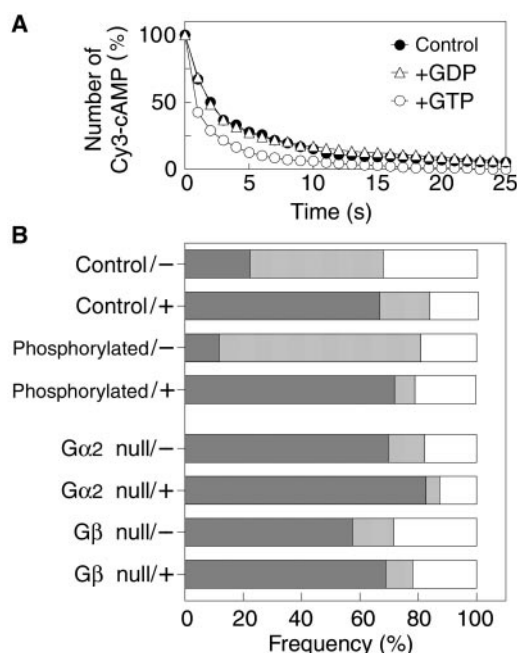 A
Number of
Cy3-cAMP (%)
100
50
0
● Control
△ +GDP
○ +GTP
0 5 10 15 20 25
Time (s)
B
Control/−
Control/+
Phosphorylated/−
Phosphorylated/+
Gα2 null/−
Gα2 null/+
Gβ null/−
Gβ null/+
0 20 40 60 80 100
Frequency (%)